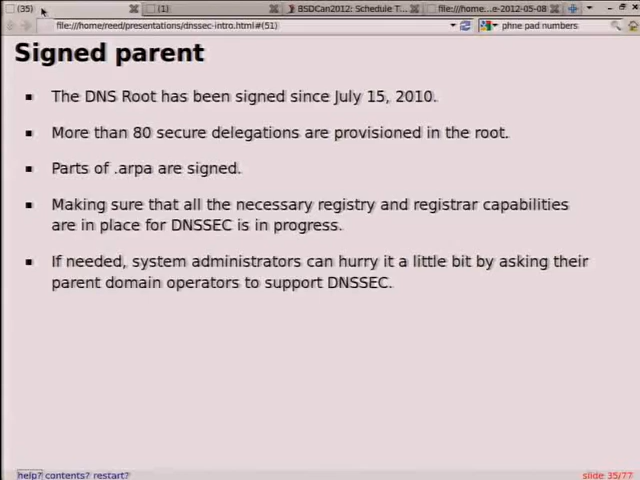 (35)
(1)
BSDCan2012: Schedule T...
file:///home...e-2012-05-08
file:///home/reed/presentations/dnssec-intro.html#(51)
phne pad numbers
Signed parent
The DNS Root has been signed since July 15, 2010.
More than 80 secure delegations are provisioned in the root.
Parts of .arpa are signed.
Making sure that all the necessary registry and registrar capabilities
are in place for DNSSEC is in progress.
If needed, system administrators can hurry it a little bit by asking their
parent domain operators to support DNSSEC.
help? contents? restart?
slide 35/77